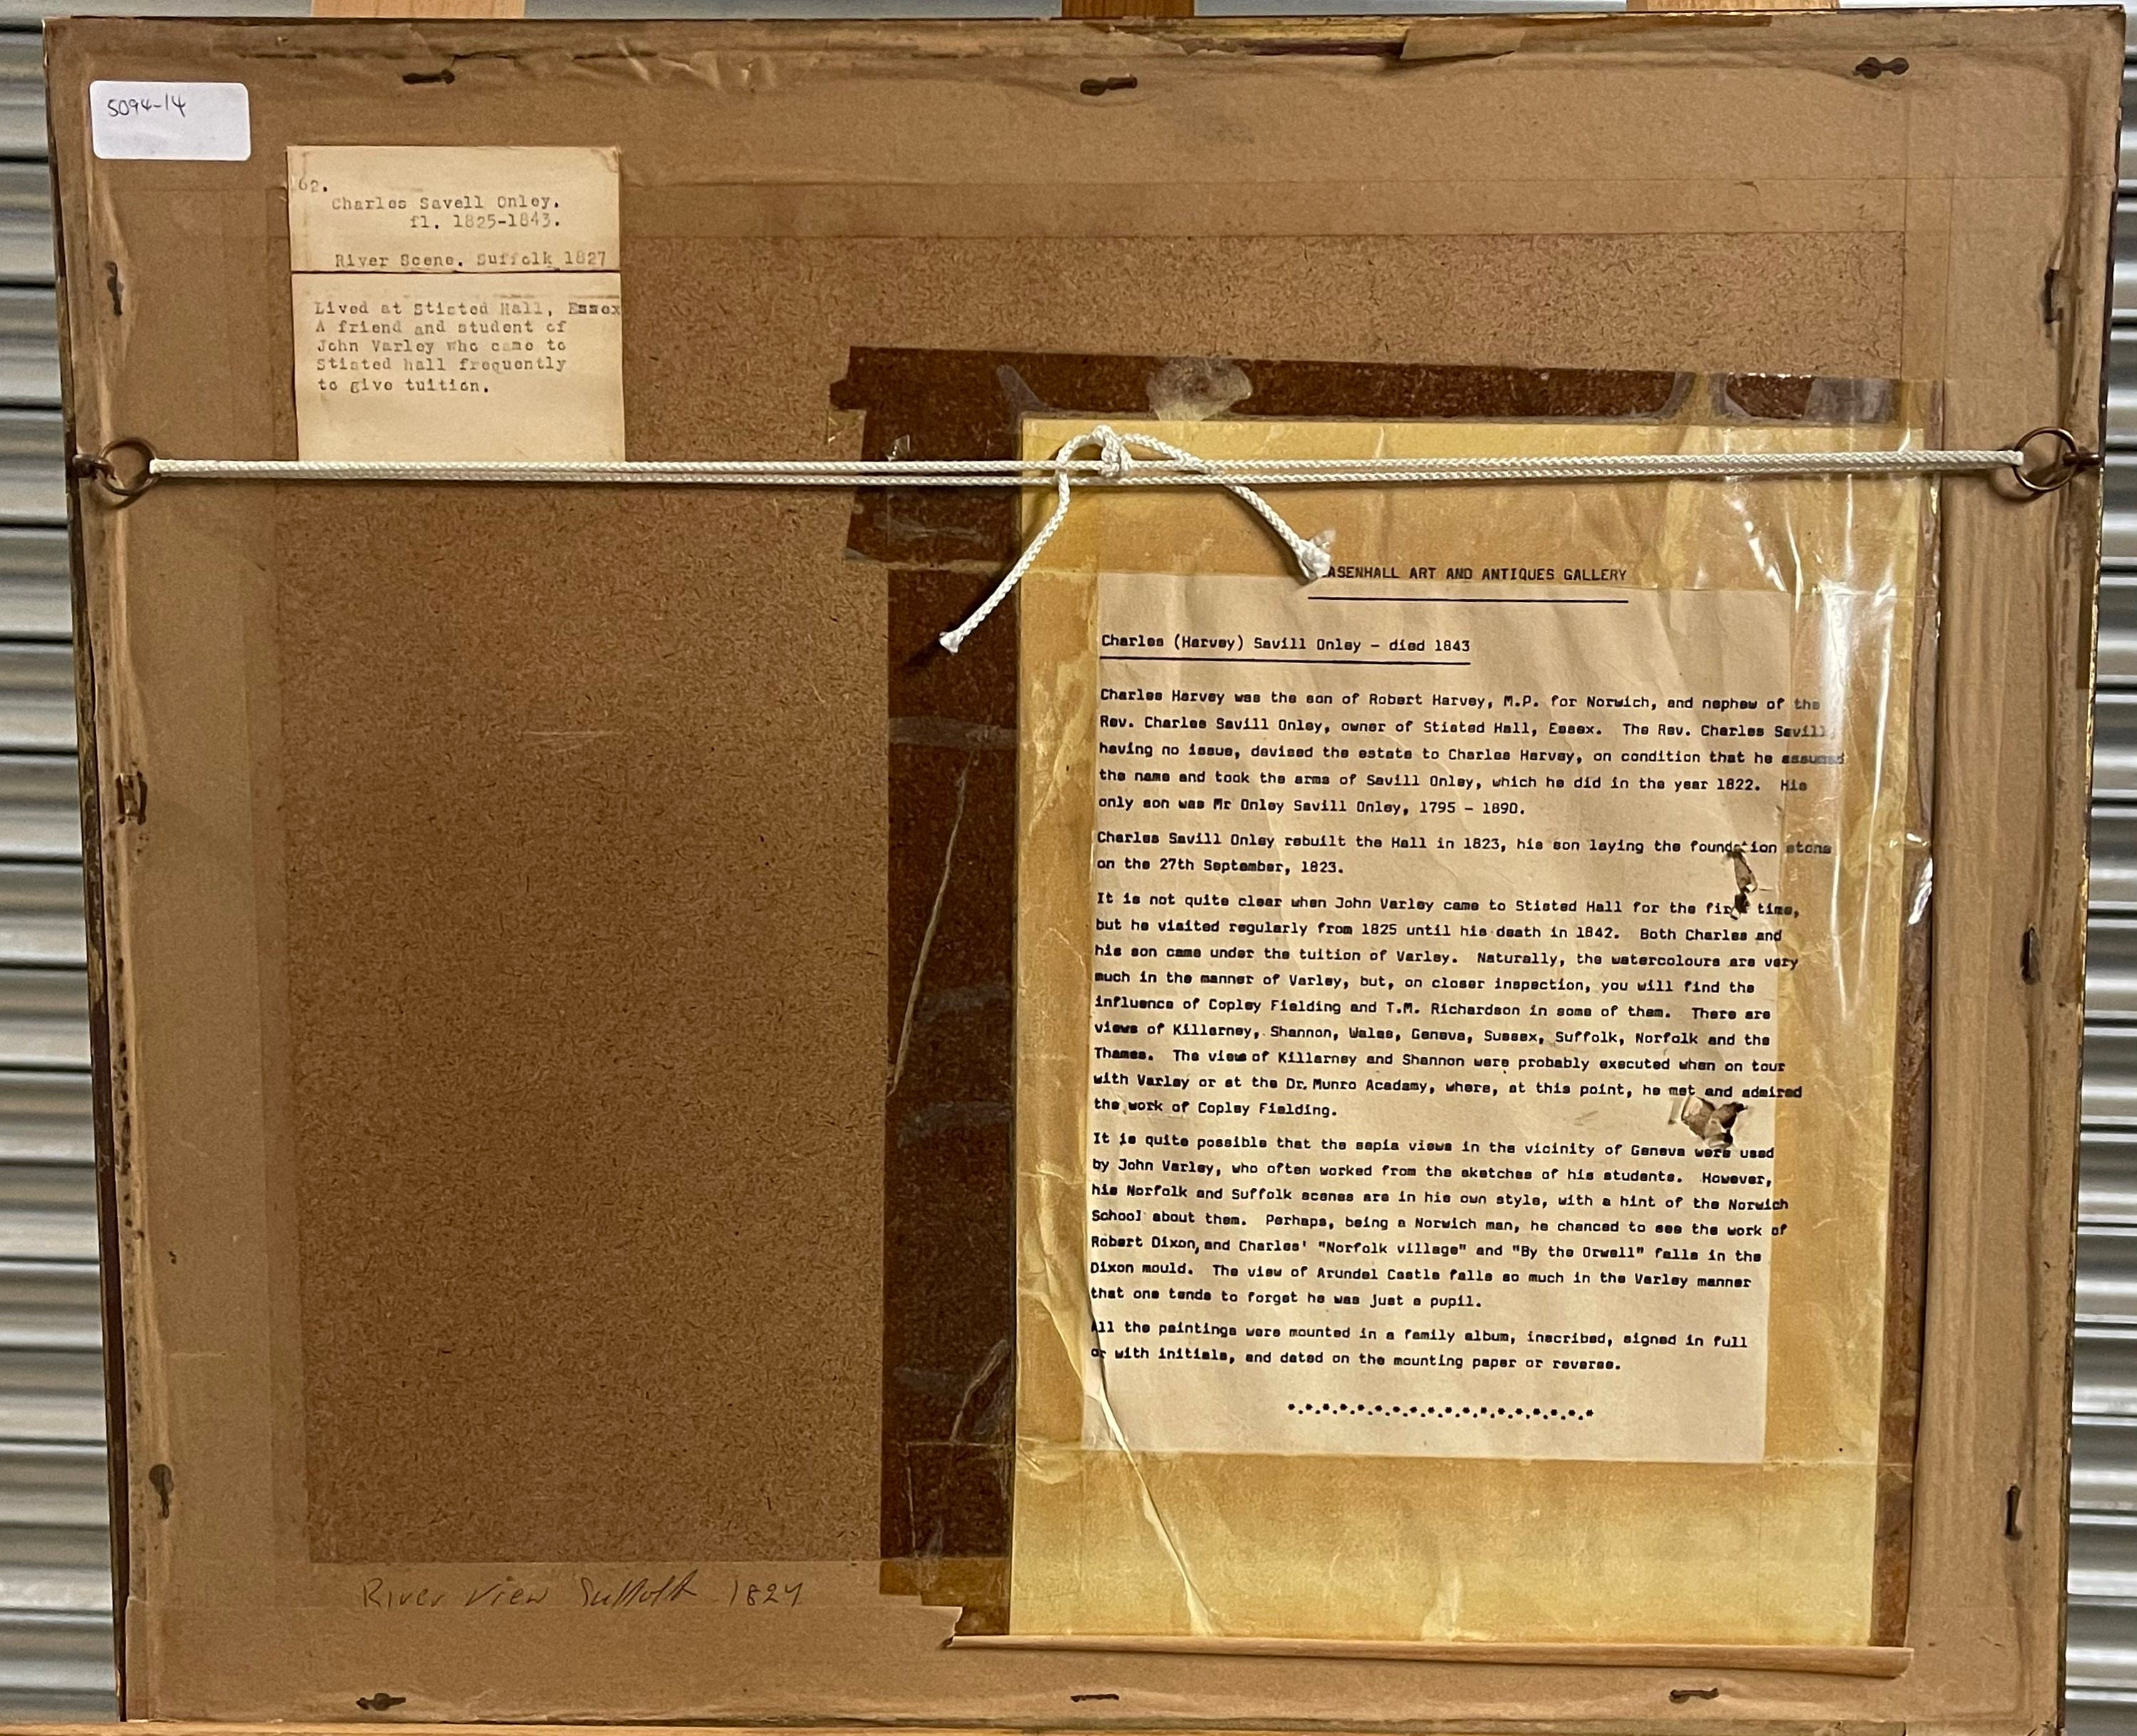 5094-14
62.
Charles Savell Onley.
fl. 1825-1843.
River Scene. Suffolk 1827
Lived at Stisted Hall, Essex
A friend and student of
John Varley who came to
Stisted hall frequently
to give tuition.
ASENHALL ART AND ANTIQUES GALLERY
Charles (Harvey) Savill Onley - died 1843
Charles Harvey was the son of Robert Harvey, M.P. for Norwich, and nephew of the
Rev. Charles Savill Onley, owner of Stisted Hall, Essex. The Rev. Charles Savill,
having no issue, devised the estate to Charles Harvey, on condition that he assumed
the name and took the arms of Savill Onley, which he did in the year 1822. His
only son was Mr Onley Savill Onley, 1795 - 1890.
Charles Savill Onley rebuilt the Hall in 1823, his son laying the foundation stone
on the 27th September, 1823.
It is not quite clear when John Varley came to Stisted Hall for the first time,
but he visited regularly from 1825 until his death in 1842. Both Charles and
his son came under the tuition of Varley. Naturally, the watercolours are very
much in the manner of Varley, but, on closer inspection, you will find the
influence of Copley Fielding and T.M. Richardson in some of them. There are
views of Killarney, Shannon, Wales, Geneva, Sussex, Suffolk, Norfolk and the
Thames. The view of Killarney and Shannon were probably executed when on tour
with Varley or at the Dr. Munro Academy, where, at this point, he met and admired
the work of Copley Fielding.
It is quite possible that the sepia views in the vicinity of Geneva were used
by John Varley, who often worked from the sketches of his students. However,
his Norfolk and Suffolk scenes are in his own style, with a hint of the Norwich
School about them. Perhaps, being a Norwich man, he chanced to see the work of
Robert Dixon, and Charles' "Norfolk village" and "By the Orwell" falls in the
Dixon mould. The view of Arundel Castle falls so much in the Varley manner
that one tends to forget he was just a pupil.
All the paintings were mounted in a family album, inscribed, signed in full
or with initials, and dated on the mounting paper or reverse.
*.*.*.*.*.*.*.*.*.*.*.*.*.*.*.*.*.*
River View Suffolk 1827